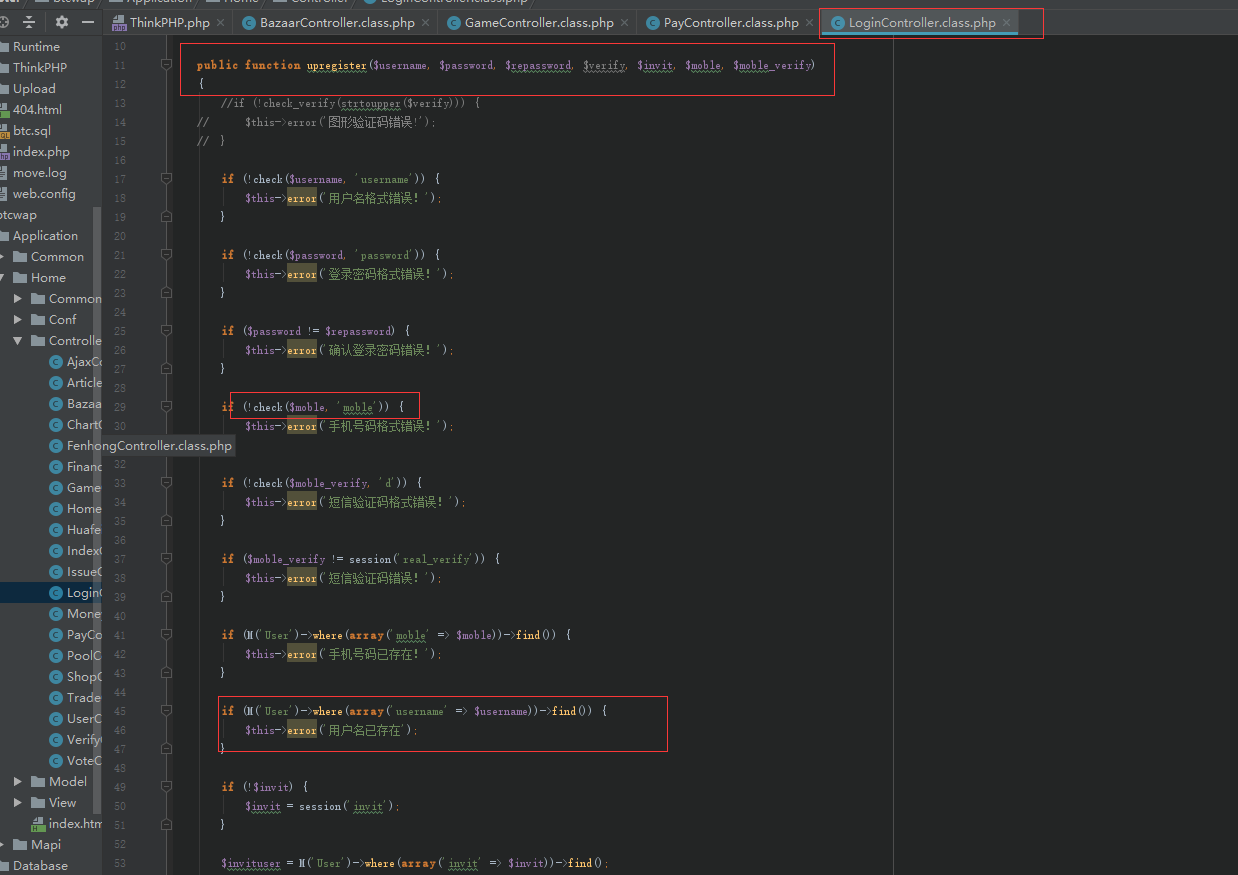 btcwap Application Home Controller LoginController.class.php
ThinkPHP.php BazaarController.class.php GameController.class.php PayController.class.php LoginController.class.php
Runtime
ThinkPHP
Upload
404.html
btc.sql
index.php
move.log
web.config
btcwap
Application
Common
Home
Common
Conf
Controlle
AjaxCo
Article
Bazaa
ChartC
FenhongController.class.php
Financ
Game
Home
Huafe
IndexC
IssueC
LoginC
Money
PayCo
PoolC
ShopC
Trade
UserC
Verify
VoteC
Model
View
index.htm
Mapi
Database
10
11 public function upregister($username, $password, $repassword, $verify, $invit, $moble, $moble_verify)
12 {
13 //if (!check_verify(strtoupper($verify))) {
14 // $this->error('图形验证码错误!');
15 // }
16
17 if (!check($username, 'username')) {
18 $this->error('用户名格式错误！');
19 }
20
21 if (!check($password, 'password')) {
22 $this->error('登录密码格式错误！');
23 }
24
25 if ($password != $repassword) {
26 $this->error('确认登录密码错误！');
27 }
28
29 if (!check($moble, 'moble')) {
30 $this->error('手机号码格式错误！');
32
33 if (!check($moble_verify, 'd')) {
34 $this->error('短信验证码格式错误！');
35 }
36
37 if ($moble_verify != session('real_verify')) {
38 $this->error('短信验证码错误！');
39 }
40
41 if (M('User')->where(array('moble' => $moble))->find()) {
42 $this->error('手机号码已存在！');
43 }
44
45 if (M('User')->where(array('username' => $username))->find()) {
46 $this->error('用户名已存在');
47 }
48
49 if (!$invit) {
50 $invit = session('invit');
51 }
52
53 $invituser = M('User')->where(array('invit' => $invit))->find();